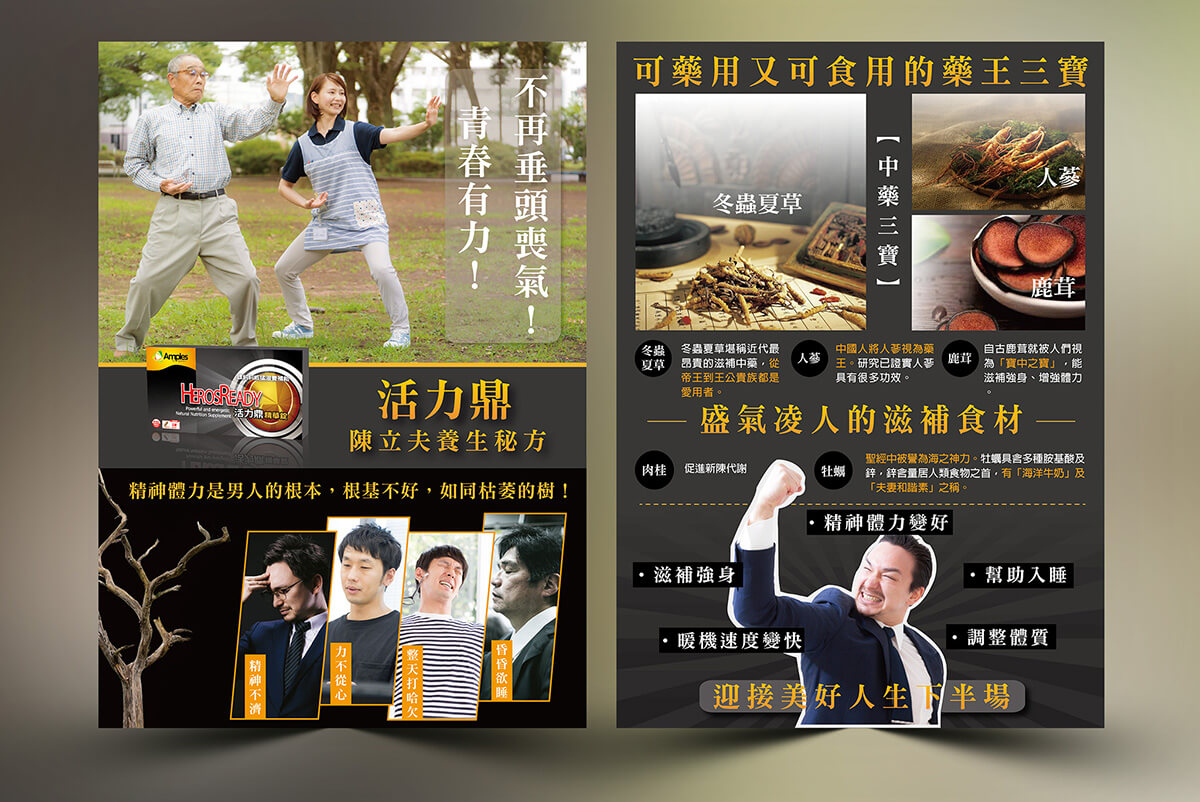 不再垂頭喪氣！
青春有力！
Amples
HEROSREADY
Powerful and energetic
Natural Nutrition Supplement
活力鼎精華錠
活力鼎
陳立夫養生秘方
精神體力是男人的根本，根基不好，如同枯萎的樹！
精神不濟
力不從心
整天打哈欠
昏昏欲睡
可藥用又可食用的藥王三寶
冬蟲夏草
【中藥三寶】
人蔘
鹿茸
冬蟲
夏草
冬蟲夏草堪稱近代最
昂貴的滋補中藥，從
帝王到王公貴族都是
愛用者。
人蔘
中國人將人蔘視為藥
王。研究已證實人蔘
具有很多功效。
鹿茸
自古鹿茸就被人們視
為「寶中之寶」，能
滋補強身、增強體力
。
盛氣凌人的滋補食材
肉桂
促進新陳代謝
牡蠣
聖經中被譽為海之神力。牡蠣具含多種胺基酸及
鋅，鋅含量居人類食物之首，有「海洋牛奶」及
「夫妻和諧素」之稱。
·精神體力變好
·滋補強身
·幫助入睡
·暖機速度變快
·調整體質
迎接美好人生下半場